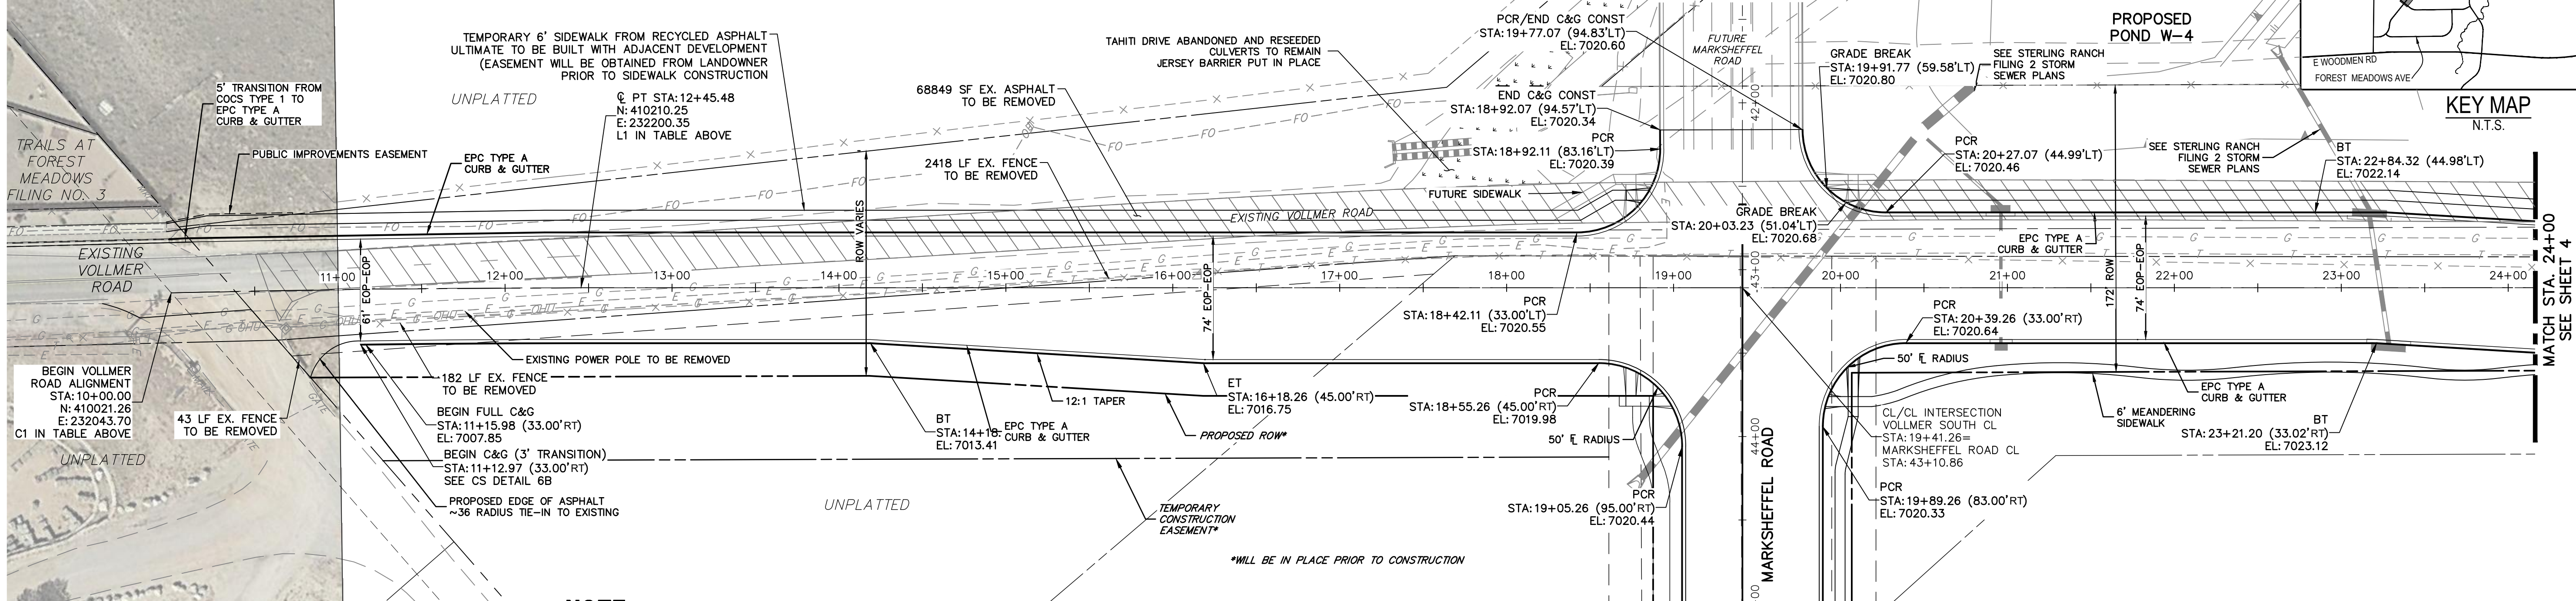 TEMPORARY 6' SIDEWALK FROM RECYCLED ASPHALT
ULTIMATE TO BE BUILT WITH ADJACENT DEVELOPMENT
(EASEMENT WILL BE OBTAINED FROM LANDOWNER
PRIOR TO SIDEWALK CONSTRUCTION
5' TRANSITION FROM
COCS TYPE 1 TO
EPC TYPE A
CURB & GUTTER
UNPLATTED
℄ PT STA:12+45.48
N: 410210.25
E: 232200.35
L1 IN TABLE ABOVE
68849 SF EX. ASPHALT
TO BE REMOVED
TAHITI DRIVE ABANDONED AND RESEEDED
CULVERTS TO REMAIN
JERSEY BARRIER PUT IN PLACE
PCR/END C&G CONST
STA:19+77.07 (94.83'LT)
EL: 7020.60
FUTURE
MARKSHEFFEL
ROAD
GRADE BREAK
STA:19+91.77 (59.58'LT)
EL: 7020.80
SEE STERLING RANCH
FILING 2 STORM
SEWER PLANS
PROPOSED
POND W-4
E WOODMEN RD
FOREST MEADOWS AVE
KEY MAP
N.T.S.
TRAILS AT
FOREST
MEADOWS
FILING NO. 3
PUBLIC IMPROVEMENTS EASEMENT
EPC TYPE A
CURB & GUTTER
2418 LF EX. FENCE
TO BE REMOVED
END C&G CONST
STA:18+92.07 (94.57'LT)
EL: 7020.34
PCR
STA:18+92.11 (83.16'LT)
EL: 7020.39
42+00
PCR
STA:20+27.07 (44.99'LT)
EL: 7020.46
SEE STERLING RANCH
FILING 2 STORM
SEWER PLANS
BT
STA:22+84.32 (44.98'LT)
EL: 7022.14
FUTURE SIDEWALK
EXISTING VOLLMER ROAD
ROW VARIES
GRADE BREAK
STA:20+03.23 (51.04'LT)
EL: 7020.68
EPC TYPE A
CURB & GUTTER
EXISTING
VOLLMER
ROAD
11+00
12+00
13+00
14+00
15+00
16+00
17+00
18+00
19+00
20+00
21+00
22+00
23+00
24+00
43+00
61' EOP-EOP
74' EOP-EOP
172' ROW
74' EOP-EOP
MATCH STA. 24+00
SEE SHEET 4
PCR
STA:18+42.11 (33.00'LT)
EL: 7020.55
PCR
STA:20+39.26 (33.00'RT)
EL: 7020.64
50' ℄ RADIUS
EXISTING POWER POLE TO BE REMOVED
BEGIN VOLLMER
ROAD ALIGNMENT
STA:10+00.00
N: 410021.26
E: 232043.70
C1 IN TABLE ABOVE
43 LF EX. FENCE
TO BE REMOVED
GATE
182 LF EX. FENCE
TO BE REMOVED
BEGIN FULL C&G
STA:11+15.98 (33.00'RT)
EL: 7007.85
BEGIN C&G (3' TRANSITION)
STA:11+12.97 (33.00'RT)
SEE CS DETAIL 6B
PROPOSED EDGE OF ASPHALT
~36 RADIUS TIE-IN TO EXISTING
UNPLATTED
BT
STA:14+18
EL: 7013.41
EPC TYPE A
CURB & GUTTER
12:1 TAPER
PROPOSED ROW*
ET
STA:16+18.26 (45.00'RT)
EL: 7016.75
PCR
STA:18+55.26 (45.00'RT)
EL: 7019.98
50' ℄ RADIUS
UNPLATTED
TEMPORARY
CONSTRUCTION
EASEMENT*
*WILL BE IN PLACE PRIOR TO CONSTRUCTION
PCR
STA:19+05.26 (95.00'RT)
EL: 7020.44
44+00
MARKSHEFFEL ROAD
CL/CL INTERSECTION
VOLLMER SOUTH CL
STA:19+41.26=
MARKSHEFFEL ROAD CL
STA: 43+10.86
PCR
STA:19+89.26 (83.00'RT)
EL: 7020.33
6' MEANDERING
SIDEWALK
EPC TYPE A
CURB & GUTTER
BT
STA:23+21.20 (33.02'RT)
EL: 7023.12